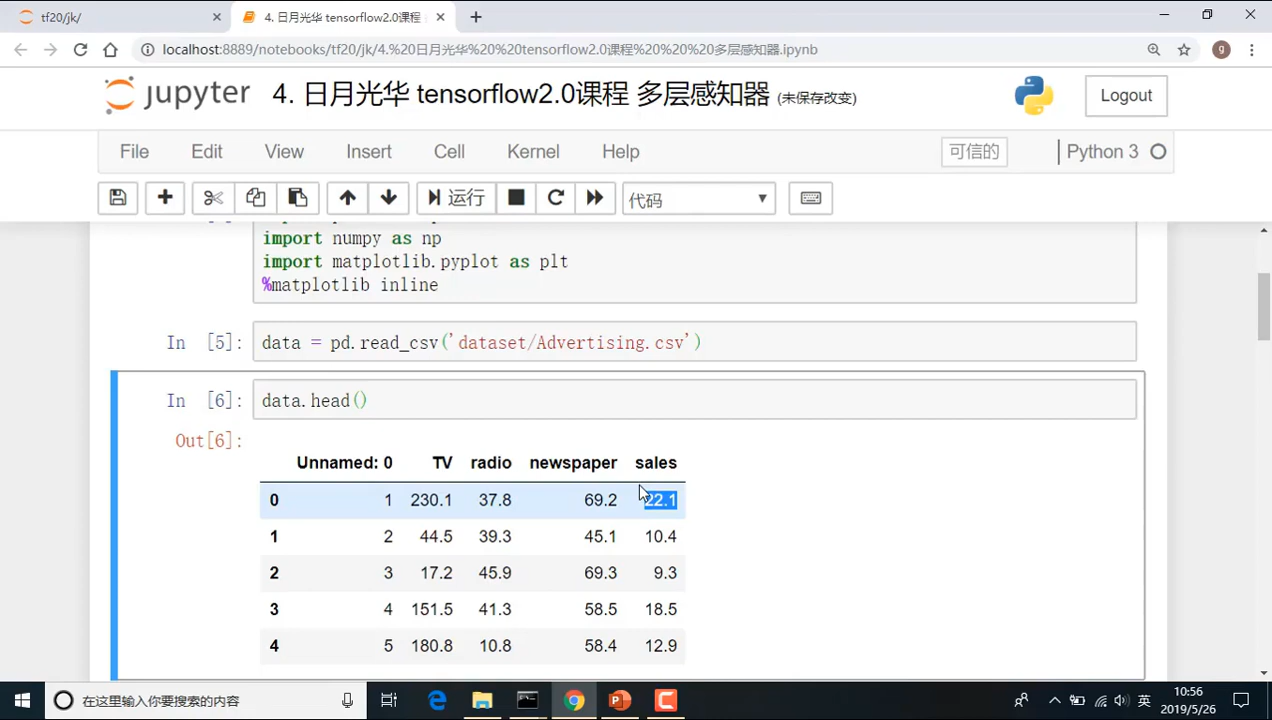 tf20/jk/
4. 日月光华 tensorflow2.0课程
localhost:8889/notebooks/tf20/jk/4.%20日月光华%20%20tensorflow2.0课程%20%20%20多层感知器.ipynb
g
jupyter
4. 日月光华 tensorflow2.0课程 多层感知器 (未保存改变)
Logout
File Edit View Insert Cell Kernel Help 可信的 Python 3
运行 代码
import numpy as np
import matplotlib.pyplot as plt
%matplotlib inline
In [5]: data = pd.read_csv('dataset/Advertising.csv')
In [6]: data.head()
Out[6]:
Unnamed: 0 TV radio newspaper sales
0 1 230.1 37.8 69.2 22.1
1 2 44.5 39.3 45.1 10.4
2 3 17.2 45.9 69.3 9.3
3 4 151.5 41.3 58.5 18.5
4 5 180.8 10.8 58.4 12.9
在这里输入你要搜索的内容
英
10:56
2019/5/26